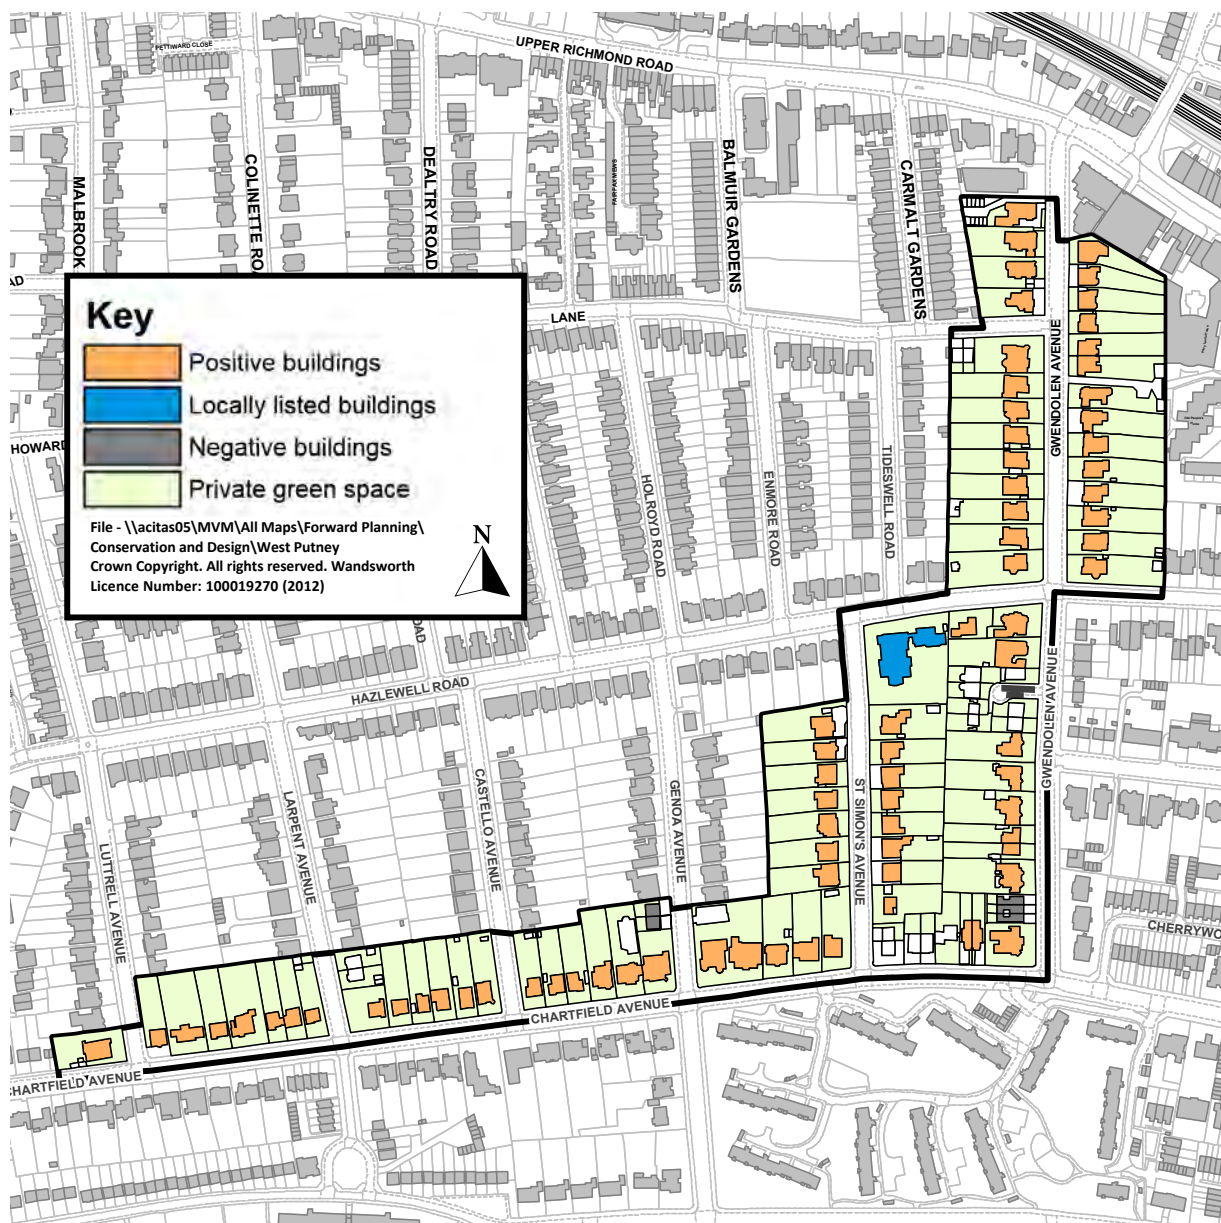 PETTIWARD CLOSE
UPPER RICHMOND ROAD
MALBROOK
COLINETTE ROA
DEALTRY ROAD
FAIRFAX MEWS
BALMUIR GARDENS
CARMALT GARDENS
AD
LANE
GWENDOLEN AVENUE
HOWARD
Key
Positive buildings
Locally listed buildings
Negative buildings
Private green space
File - \\acitas05\MVM\All Maps\Forward Planning\
Conservation and Design\West Putney
Crown Copyright. All rights reserved. Wandsworth
Licence Number: 100019270 (2012)
N
HOLROYD ROAD
ENMORE ROAD
TIDESWELL ROAD
OAD
HAZLEWELL ROAD
GWENDOLEN AVENUE
LUTTRELL AVENUE
LARPENT AVENUE
CASTELLO AVENUE
GENOA AVENUE
ST SIMON'S AVENUE
CHERRYWO
CHARTFIELD AVENUE
CHARTFIELD AVENUE